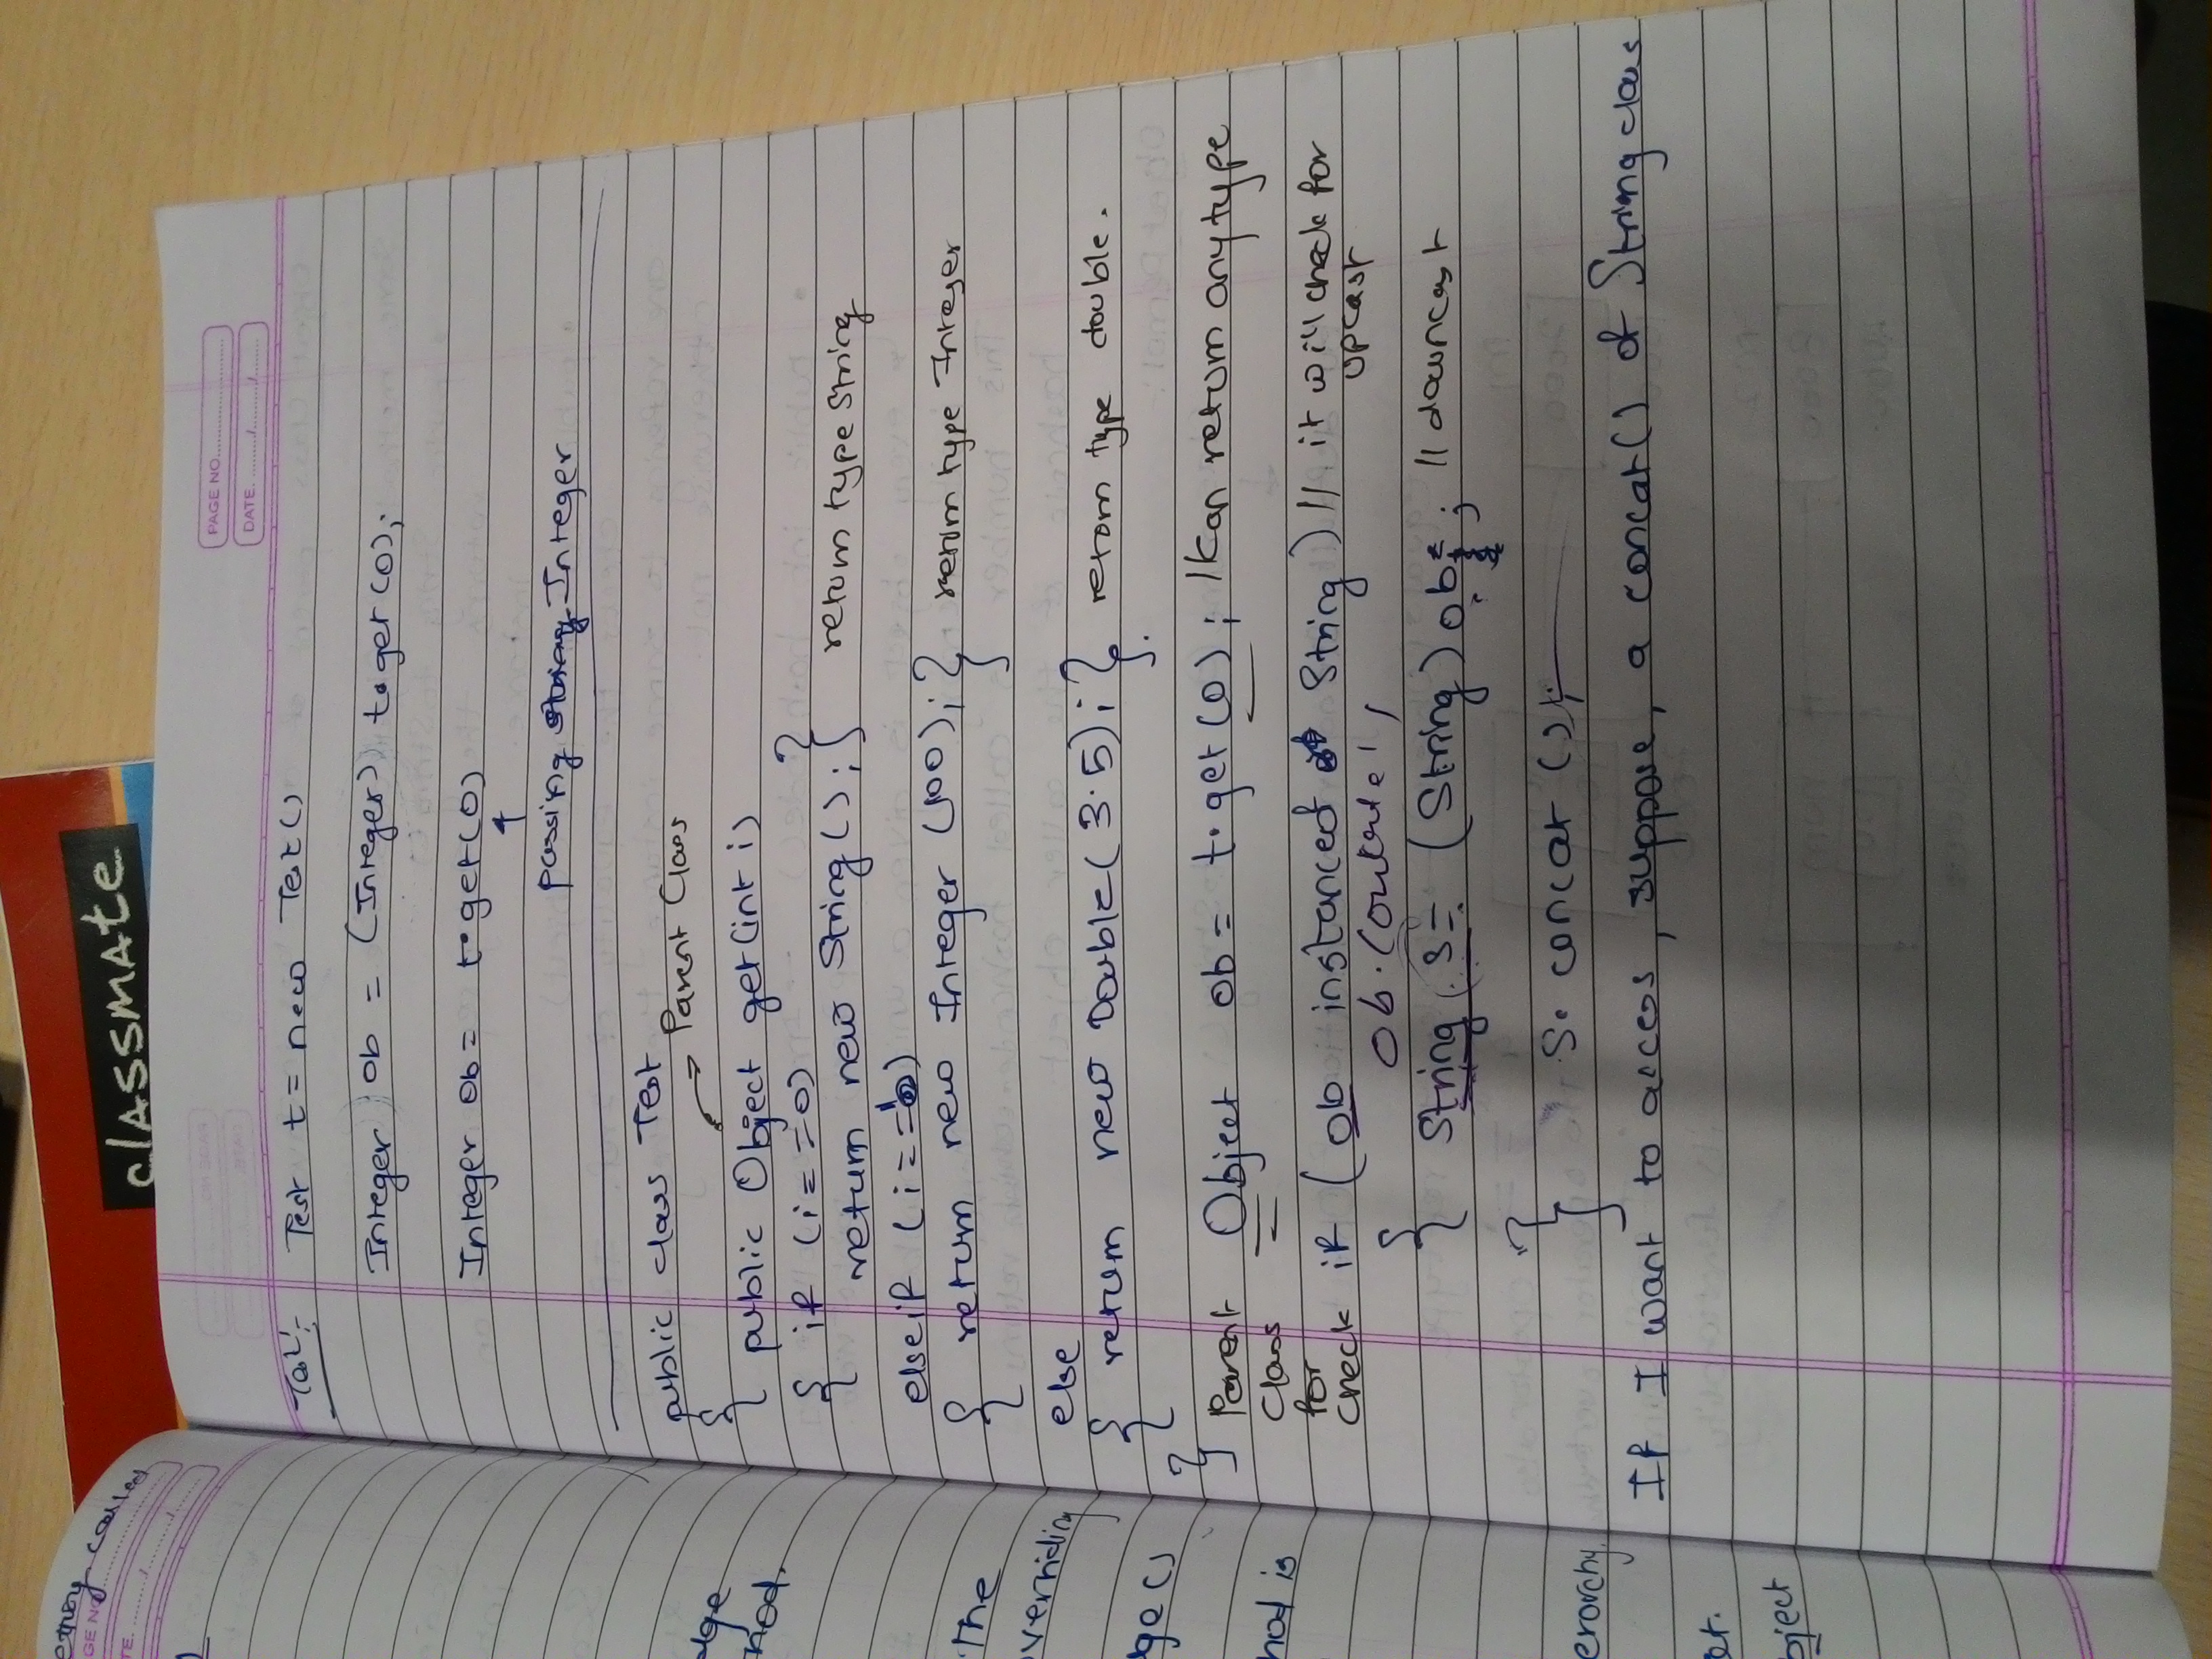 classmate
emory called
GE NO
TE.
PAGE NO.
DATE. / /
Test:- Test t = new Test()
Integer ob = (Integer) t.get(0);
Integer ob = t.get(0)
passing Integer
public class Test
Parent Class
{ public Object get(int i)
{ if (i==0)
return new String(); } return type String
else if (i==1)
{ return new Integer (100); } return type Integer
else
{ return new Double(3.5); } return type double.
}
Parent Object ob = t.get(0); //Can return any type
Class
for
check if (ob instanceof String) // it will check for
upcast
{ ob.
String s = (String) ob; // downcast
} s.concat();
If I want to access, suppose, a concat() of String class
dge
hod.
The
verriding
ge()
hod is
erarchy.
et.
bject